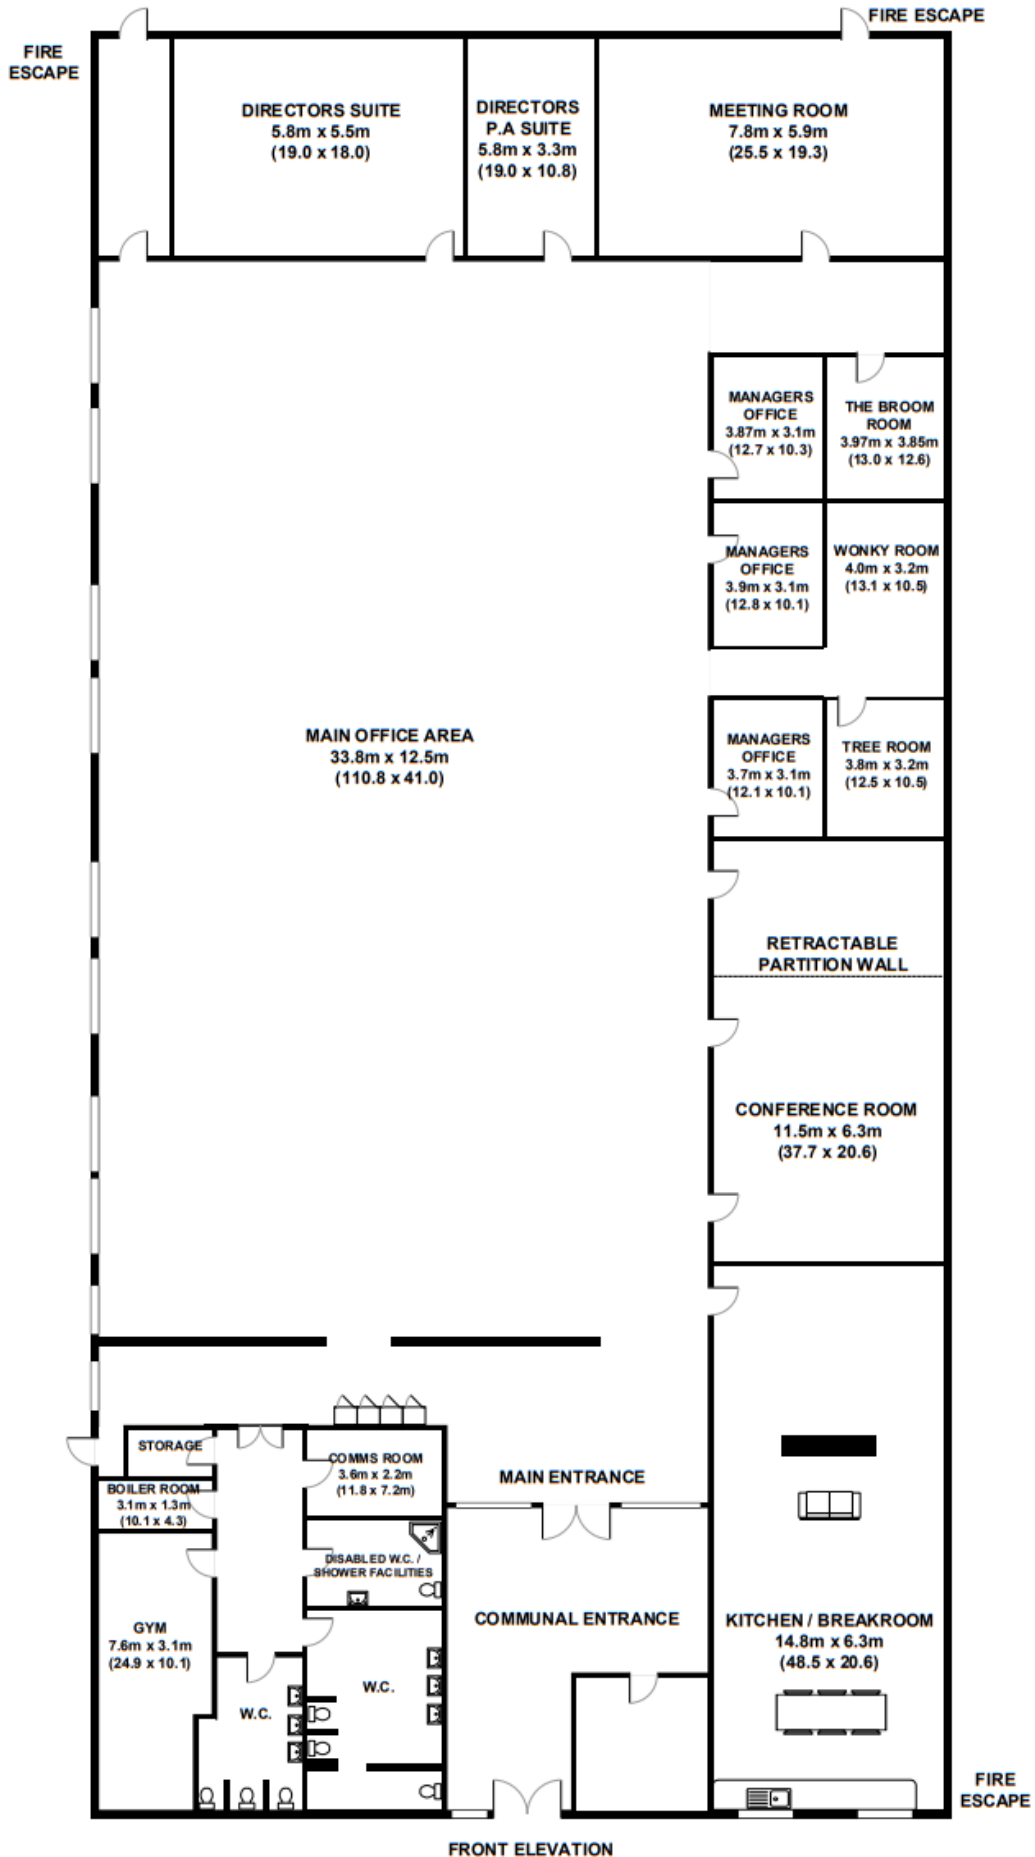 FIRE ESCAPE
FIRE
ESCAPE
DIRECTORS SUITE
5.8m x 5.5m
(19.0 x 18.0)
DIRECTORS
P.A SUITE
5.8m x 3.3m
(19.0 x 10.8)
MEETING ROOM
7.8m x 5.9m
(25.5 x 19.3)
MANAGERS
OFFICE
3.87m x 3.1m
(12.7 x 10.3)
THE BROOM
ROOM
3.97m x 3.85m
(13.0 x 12.6)
MANAGERS
OFFICE
3.9m x 3.1m
(12.8 x 10.1)
WONKY ROOM
4.0m x 3.2m
(13.1 x 10.5)
MAIN OFFICE AREA
33.8m x 12.5m
(110.8 x 41.0)
MANAGERS
OFFICE
3.7m x 3.1m
(12.1 x 10.1)
TREE ROOM
3.8m x 3.2m
(12.5 x 10.5)
RETRACTABLE
PARTITION WALL
CONFERENCE ROOM
11.5m x 6.3m
(37.7 x 20.6)
STORAGE
COMMS ROOM
3.6m x 2.2m
(11.8 x 7.2m)
MAIN ENTRANCE
BOILER ROOM
3.1m x 1.3m
(10.1 x 4.3)
DISABLED W.C. /
SHOWER FACILITIES
GYM
7.6m x 3.1m
(24.9 x 10.1)
COMMUNAL ENTRANCE
KITCHEN / BREAKROOM
14.8m x 6.3m
(48.5 x 20.6)
W.C.
W.C.
FIRE
ESCAPE
FRONT ELEVATION